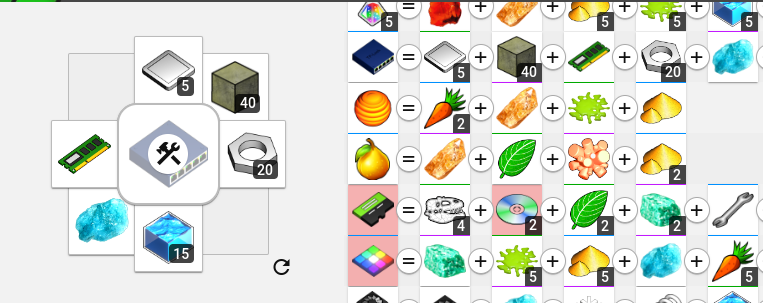 5 = + 5 + 5 + 5 + 5
= 5 + 40 + + 20 +
= 2 + + +
= + + + 2
= 4 + 2 + 2 + 2 +
= + 5 + 5 + + 5
= + + + +
5
40
20
15